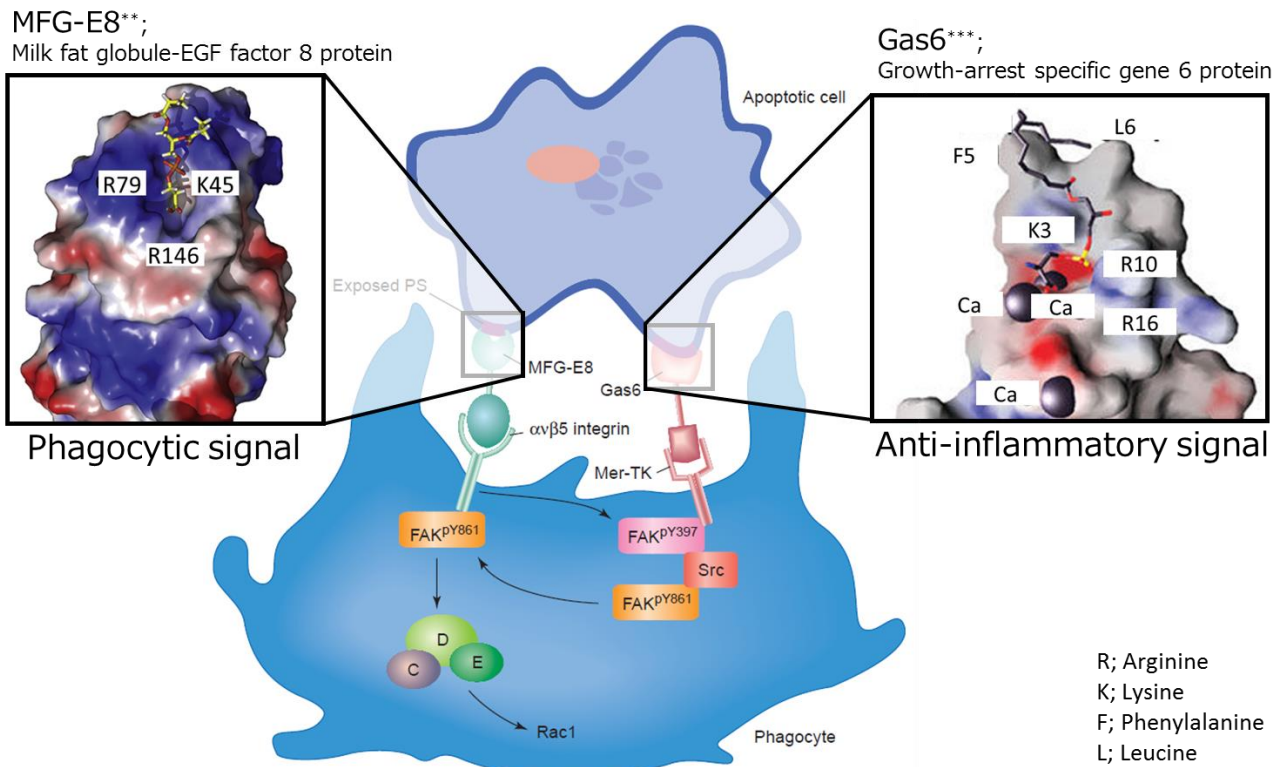 MFG-E8**;
Milk fat globule-EGF factor 8 protein
R79
K45
R146
Phagocytic signal
Gas6***;
Growth-arrest specific gene 6 protein
L6
F5
K3
R10
Ca
Ca
R16
Ca
Anti-inflammatory signal
Apoptotic cell
Exposed PS
MFG-E8
Gas6
αvβ5 integrin
Mer-TK
FAKpY861
FAKpY397
Src
FAKpY861
D
C
E
Rac1
Phagocyte
R; Arginine
K; Lysine
F; Phenylalanine
L; Leucine